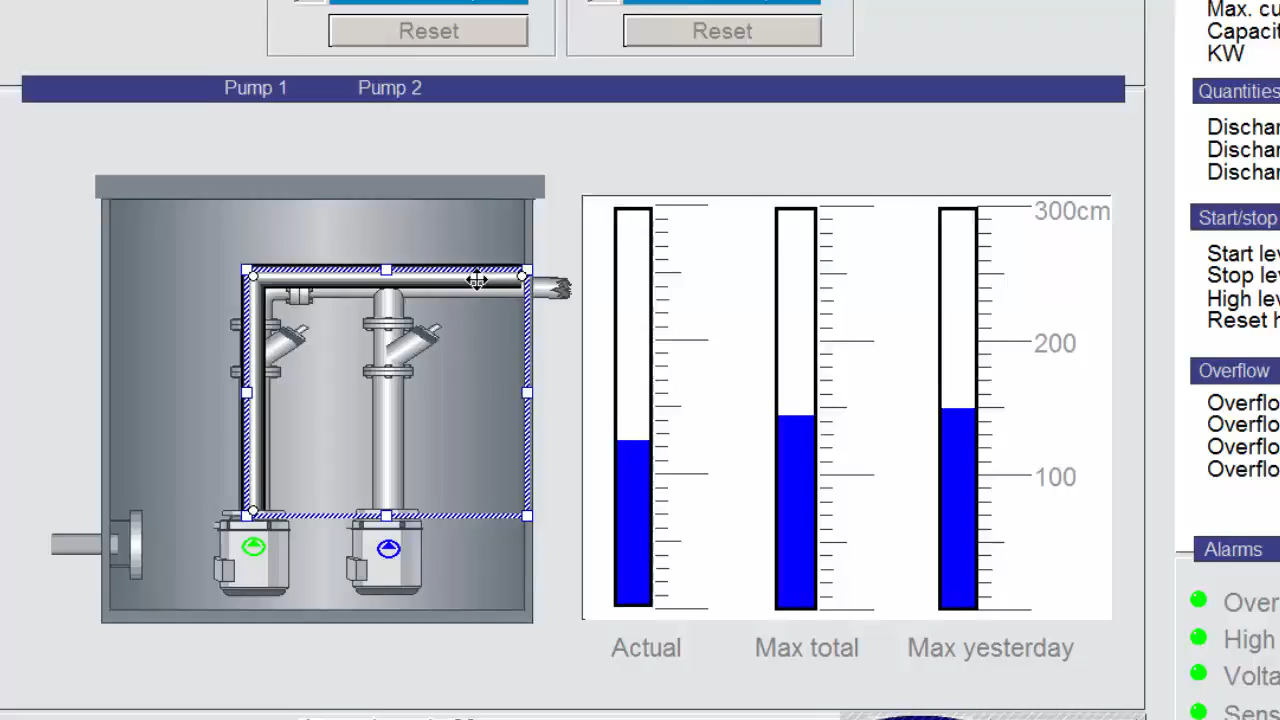 Reset Reset
Max. cu
Capacit
KW
Pump 1 Pump 2
Quantities
Dischar
Dischar
Dischar
300cm
Start/stop
Start lev
Stop lev
High lev
Reset h
200
Overflow
Overflo
Overflo
Overflo
Overflo
100
Alarms
Over
High
Volta
Sens
Actual Max total Max yesterday